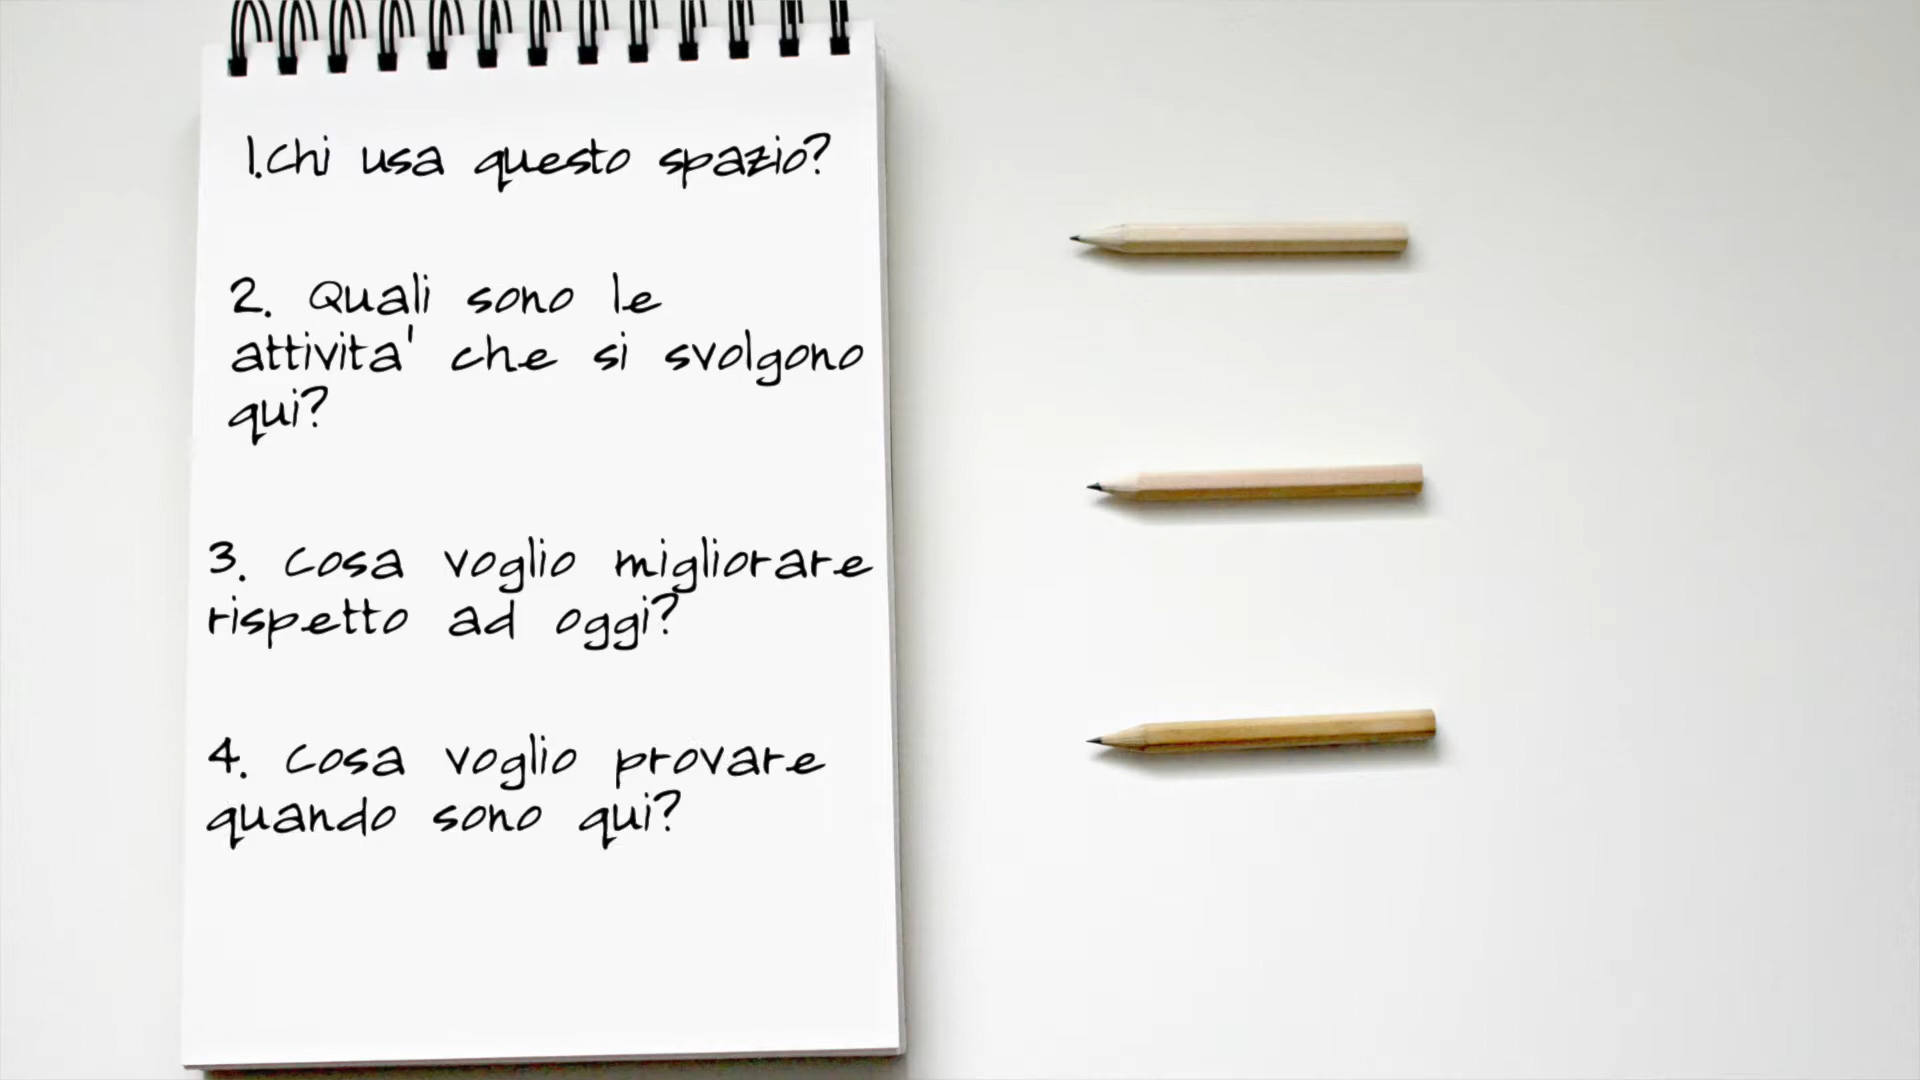 1.Chi usa questo spazio?
2. Quali sono le
attivita' che si svolgono
qui?
3. Cosa voglio migliorare
rispetto ad oggi?
4. Cosa voglio provare
quando sono qui?